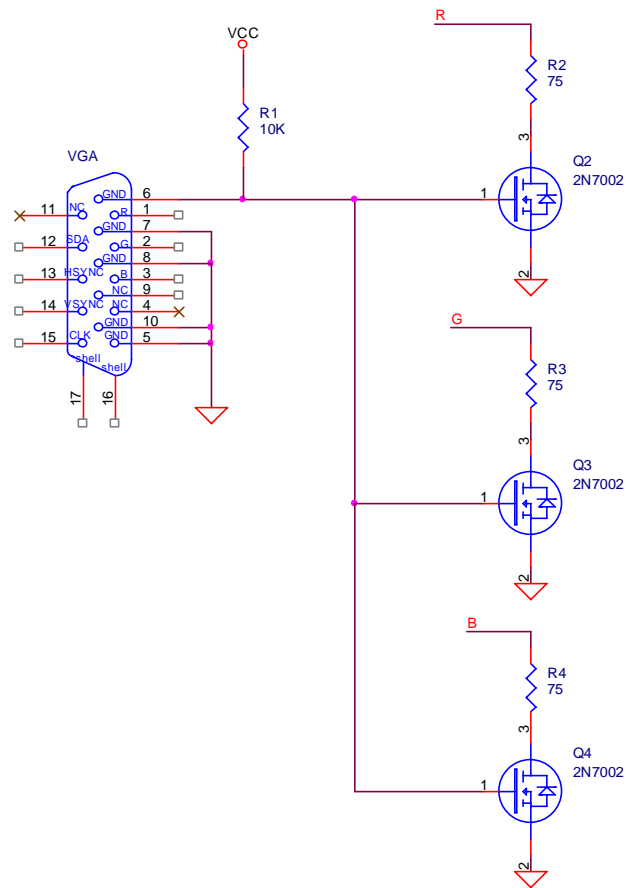 R
R2
75
3
Q2
2N7002
1
2
VCC
R1
10K
VGA
GND 6
11 NC
R 1
GND 7
12 SDA
G 2
GND 8
13 HSYNC
B 3
NC 9
14 VSYNC
NC 4
GND 10
15 CLK
GND 5
shell
shell
17
16
G
R3
75
3
Q3
2N7002
1
2
B
R4
75
3
Q4
2N7002
1
2